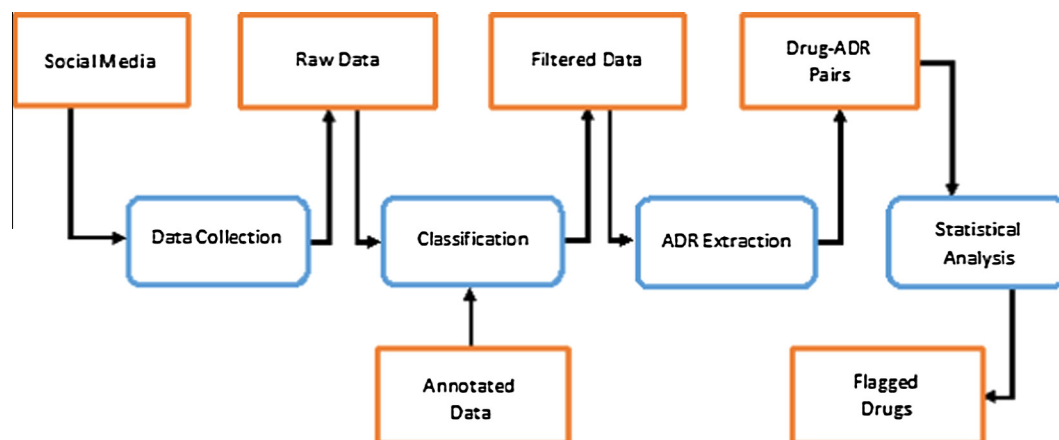 Social Media
Raw Data
Filtered Data
Drug-ADR
Pairs
Data Collection
Classification
ADR Extraction
Statistical
Analysis
Annotated
Data
Flagged
Drugs